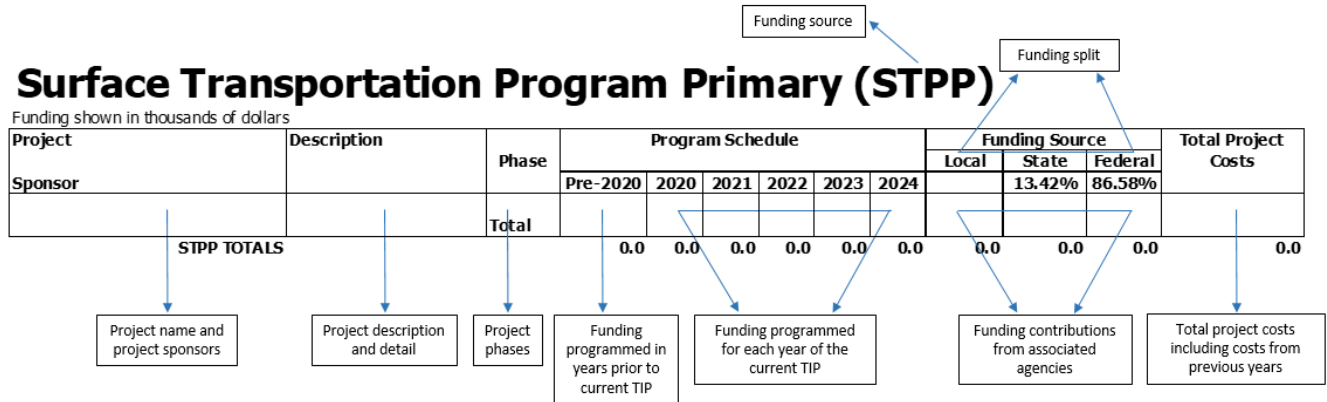 Funding source
Funding split
Surface Transportation Program Primary (STPP)
Funding shown in thousands of dollars
Project Description Phase Program Schedule Funding Source Total Project Costs
Local State Federal
Sponsor Pre-2020 2020 2021 2022 2023 2024 13.42% 86.58%
Total
STPP TOTALS 0.0 0.0 0.0 0.0 0.0 0.0 0.0 0.0 0.0 0.0
Project name and
project sponsors
Project description
and detail
Project
phases
Funding
programmed in
years prior to
current TIP
Funding programmed
for each year of the
current TIP
Funding contributions
from associated
agencies
Total project costs
including costs from
previous years